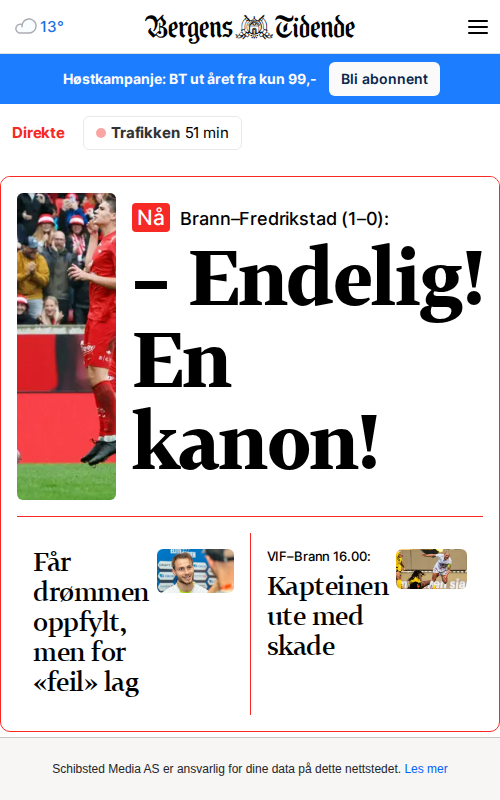 13°
Bergens Tidende
Høstkampanje: BT ut året fra kun 99,-
Bli abonnent
Direkte
Trafikken 51 min
Nå
Brann–Fredrikstad (1–0):
– Endelig!
En
kanon!
Får
drømmen
oppfylt,
men for
«feil» lag
VIF–Brann 16.00:
Kapteinen
ute med
skade
Schibsted Media AS er ansvarlig for dine data på dette nettstedet. Les mer